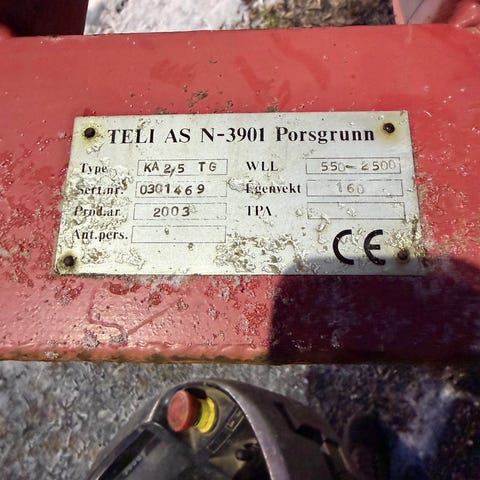 TELI AS N-3901 Porsgrunn
Type KA 2,5 TG WLL 550-2500
Sert.nr. 0301469 Egenvekt 160
Prod.år 2003 TPA
Ant.pers.
CE